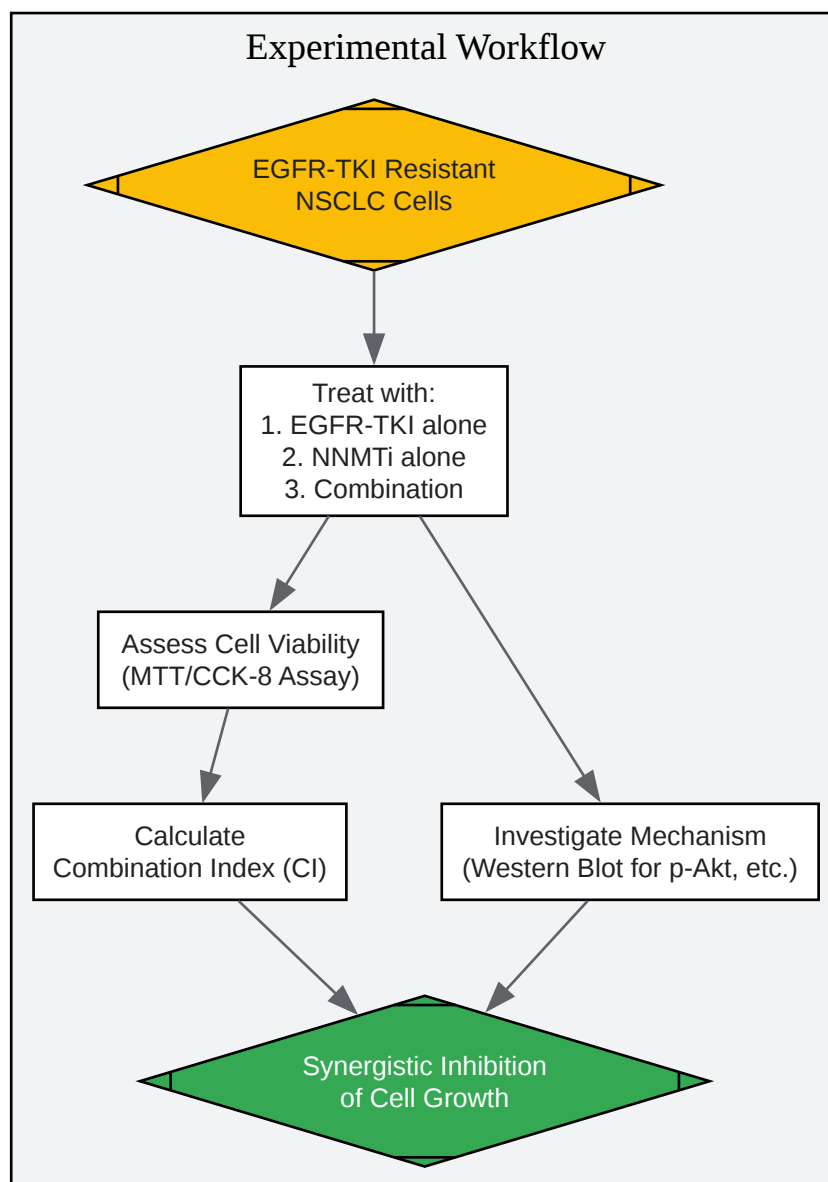 Experimental Workflow
EGFR-TKI Resistant
NSCLC Cells
Treat with:
1. EGFR-TKI alone
2. NNMTi alone
3. Combination
Assess Cell Viability
(MTT/CCK-8 Assay)
Calculate
Combination Index (CI)
Investigate Mechanism
(Western Blot for p-Akt, etc.)
Synergistic Inhibition
of Cell Growth